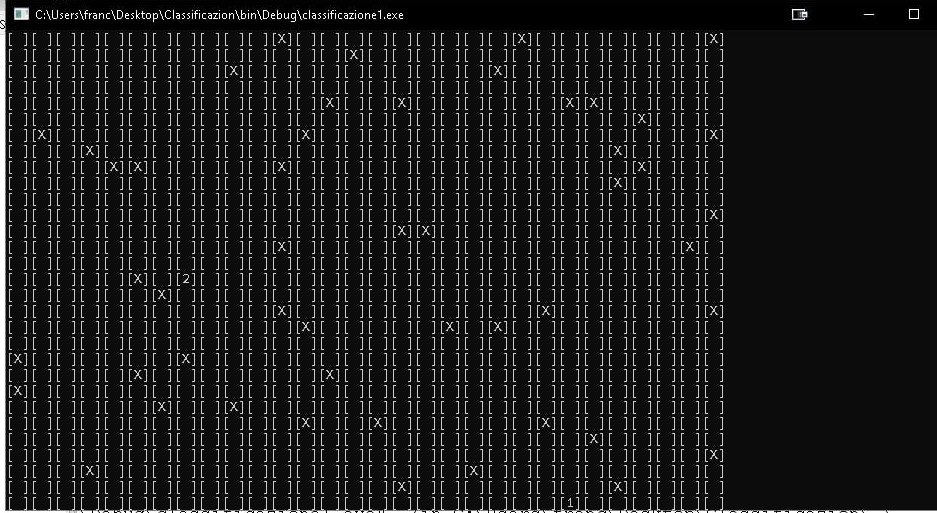 C:\Users\franc\Desktop\Classificazion\bin\Debug\classificazione1.exe
[ ][ ][ ][ ][ ][ ][ ][ ][ ][ ][ ][X][ ][ ][ ][ ][ ][ ][ ][ ][ ][X][ ][ ][ ][ ][ ][ ][ ][X]
[ ][ ][ ][ ][ ][ ][ ][ ][ ][ ][ ][ ][ ][ ][X][ ][ ][ ][ ][ ][ ][ ][ ][ ][ ][ ][ ][ ][ ][ ]
[ ][ ][ ][ ][ ][ ][ ][ ][ ][X][ ][ ][ ][ ][ ][ ][ ][ ][ ][ ][X][ ][ ][ ][ ][ ][ ][ ][ ][ ]
[ ][ ][ ][ ][ ][ ][ ][ ][ ][ ][ ][ ][ ][ ][ ][ ][ ][ ][ ][ ][ ][ ][ ][ ][ ][ ][ ][ ][ ][ ]
[ ][ ][ ][ ][ ][ ][ ][ ][ ][ ][ ][ ][ ][X][ ][ ][X][ ][ ][ ][ ][ ][ ][X][X][ ][ ][ ][ ][ ]
[ ][ ][ ][ ][ ][ ][ ][ ][ ][ ][ ][ ][ ][ ][ ][ ][ ][ ][ ][ ][ ][ ][ ][ ][ ][ ][X][ ][ ][ ]
[ ][X][ ][ ][ ][ ][ ][ ][ ][ ][ ][ ][X][ ][ ][ ][ ][ ][ ][ ][ ][ ][ ][ ][ ][ ][ ][ ][ ][X]
[ ][ ][ ][X][ ][ ][ ][ ][ ][ ][ ][ ][ ][ ][ ][ ][ ][ ][ ][ ][ ][ ][ ][ ][ ][X][ ][ ][ ][ ]
[ ][ ][ ][ ][X][X][ ][ ][ ][ ][ ][X][ ][ ][ ][ ][ ][ ][ ][ ][ ][ ][ ][ ][ ][ ][X][ ][ ][ ]
[ ][ ][ ][ ][ ][ ][ ][ ][ ][ ][ ][ ][ ][ ][ ][ ][ ][ ][ ][ ][ ][ ][ ][ ][ ][X][ ][ ][ ][ ]
[ ][ ][ ][ ][ ][ ][ ][ ][ ][ ][ ][ ][ ][ ][ ][ ][ ][ ][ ][ ][ ][ ][ ][ ][ ][ ][ ][ ][ ][ ]
[ ][ ][ ][ ][ ][ ][ ][ ][ ][ ][ ][ ][ ][ ][ ][ ][ ][ ][ ][ ][ ][ ][ ][ ][ ][ ][ ][ ][ ][X]
[ ][ ][ ][ ][ ][ ][ ][ ][ ][ ][ ][ ][ ][ ][ ][ ][X][X][ ][ ][ ][ ][ ][ ][ ][ ][ ][ ][ ][ ]
[ ][ ][ ][ ][ ][ ][ ][ ][ ][ ][ ][X][ ][ ][ ][ ][ ][ ][ ][ ][ ][ ][ ][ ][ ][ ][ ][ ][X][ ]
[ ][ ][ ][ ][ ][ ][ ][ ][ ][ ][ ][ ][ ][ ][ ][ ][ ][ ][ ][ ][ ][ ][ ][ ][ ][ ][ ][ ][ ][ ]
[ ][ ][ ][ ][ ][X][ ][2][ ][ ][ ][ ][ ][ ][ ][ ][ ][ ][ ][ ][ ][ ][ ][ ][ ][ ][ ][ ][ ][ ]
[ ][ ][ ][ ][ ][ ][X][ ][ ][ ][ ][ ][ ][ ][ ][ ][ ][ ][ ][ ][ ][ ][ ][ ][ ][ ][ ][ ][ ][ ]
[ ][ ][ ][ ][ ][ ][ ][ ][ ][ ][ ][X][ ][ ][ ][ ][ ][ ][ ][ ][ ][ ][X][ ][ ][ ][ ][ ][ ][X]
[ ][ ][ ][ ][ ][ ][ ][ ][ ][ ][ ][ ][X][ ][ ][ ][ ][ ][X][ ][X][ ][ ][ ][ ][ ][ ][ ][ ][ ]
[ ][ ][ ][ ][ ][ ][ ][ ][ ][ ][ ][ ][ ][ ][ ][ ][ ][ ][ ][ ][ ][ ][ ][ ][ ][ ][ ][ ][ ][ ]
[X][ ][ ][ ][ ][ ][ ][X][ ][ ][ ][ ][ ][ ][ ][ ][ ][ ][ ][ ][ ][ ][ ][ ][ ][ ][ ][ ][ ][ ]
[ ][ ][ ][ ][ ][X][ ][ ][ ][ ][ ][ ][ ][X][ ][ ][ ][ ][ ][ ][ ][ ][ ][ ][ ][ ][ ][ ][ ][ ]
[X][ ][ ][ ][ ][ ][ ][ ][ ][ ][ ][ ][ ][ ][ ][ ][ ][ ][ ][ ][ ][ ][ ][ ][ ][ ][ ][ ][ ][ ]
[ ][ ][ ][ ][ ][ ][X][ ][ ][X][ ][ ][ ][ ][ ][ ][ ][ ][ ][ ][ ][ ][ ][ ][ ][ ][ ][ ][ ][ ]
[ ][ ][ ][ ][ ][ ][ ][ ][ ][ ][ ][ ][X][ ][ ][X][ ][ ][ ][ ][ ][ ][X][ ][ ][ ][ ][ ][ ][ ]
[ ][ ][ ][ ][ ][ ][ ][ ][ ][ ][ ][ ][ ][ ][ ][ ][ ][ ][ ][ ][ ][ ][ ][ ][X][ ][ ][ ][ ][ ]
[ ][ ][ ][ ][ ][ ][ ][ ][ ][ ][ ][ ][ ][ ][ ][ ][ ][ ][ ][ ][ ][ ][ ][ ][ ][ ][ ][ ][ ][X]
[ ][ ][ ][X][ ][ ][ ][ ][ ][ ][ ][ ][ ][ ][ ][ ][ ][ ][ ][X][ ][ ][ ][ ][ ][ ][ ][ ][ ][ ]
[ ][ ][ ][ ][ ][ ][ ][ ][ ][ ][ ][ ][ ][ ][ ][ ][X][ ][ ][ ][ ][ ][ ][ ][ ][X][ ][ ][ ][ ]
[ ][ ][ ][ ][ ][ ][ ][ ][ ][ ][ ][ ][ ][ ][ ][ ][ ][ ][ ][ ][ ][ ][ ][1][ ][ ][ ][ ][ ][ ]